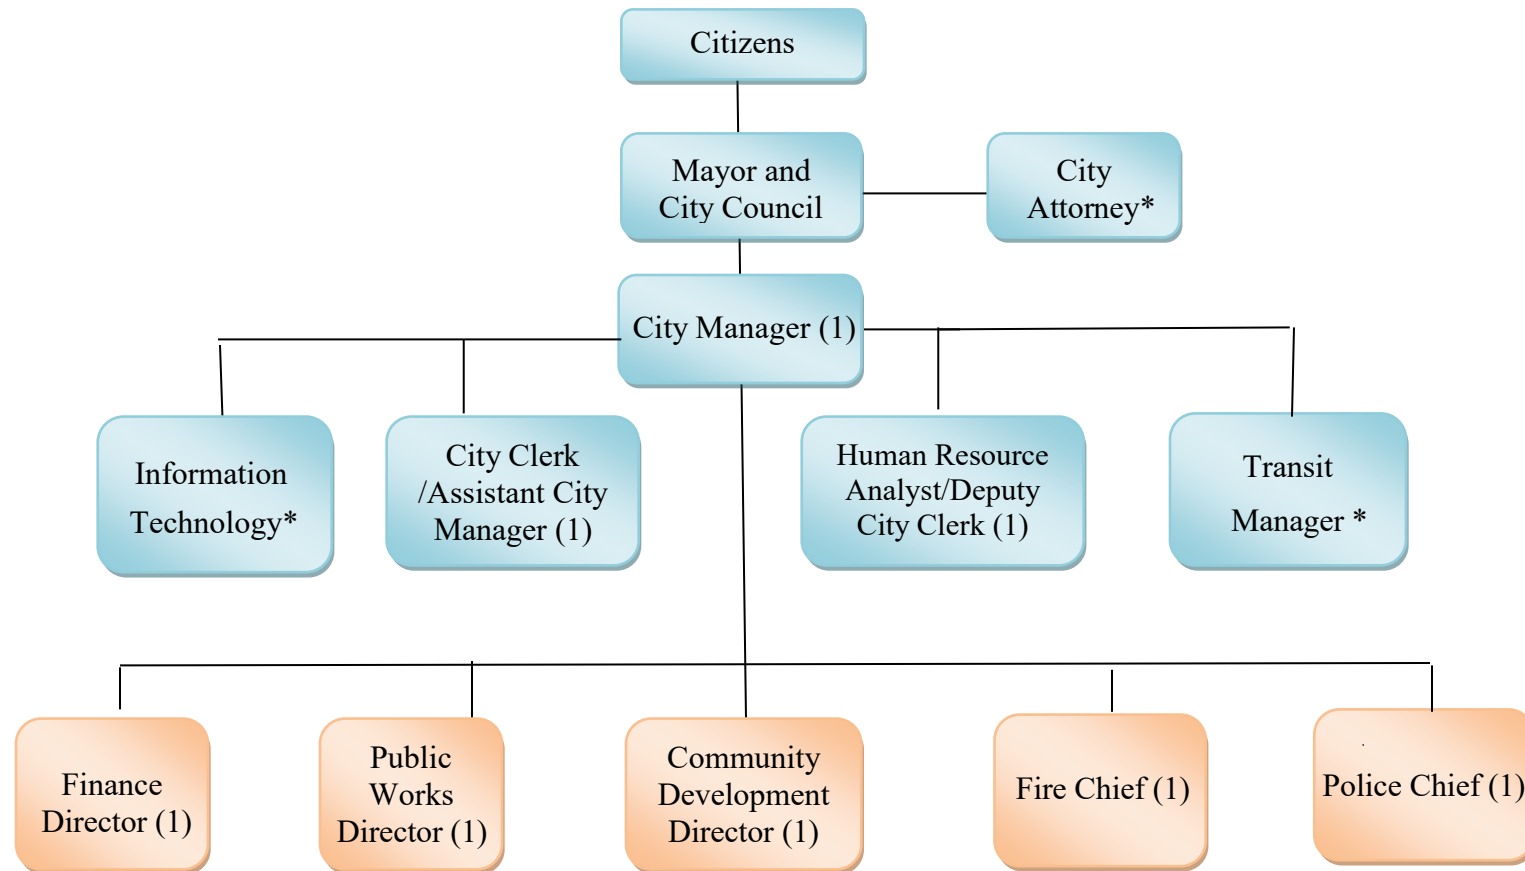 Citizens
Mayor and
City Council
City
Attorney*
City Manager (1)
Information
Technology*
City Clerk
/Assistant City
Manager (1)
Human Resource
Analyst/Deputy
City Clerk (1)
Transit
Manager *
Finance
Director (1)
Public
Works
Director (1)
Community
Development
Director (1)
Fire Chief (1)
Police Chief (1)